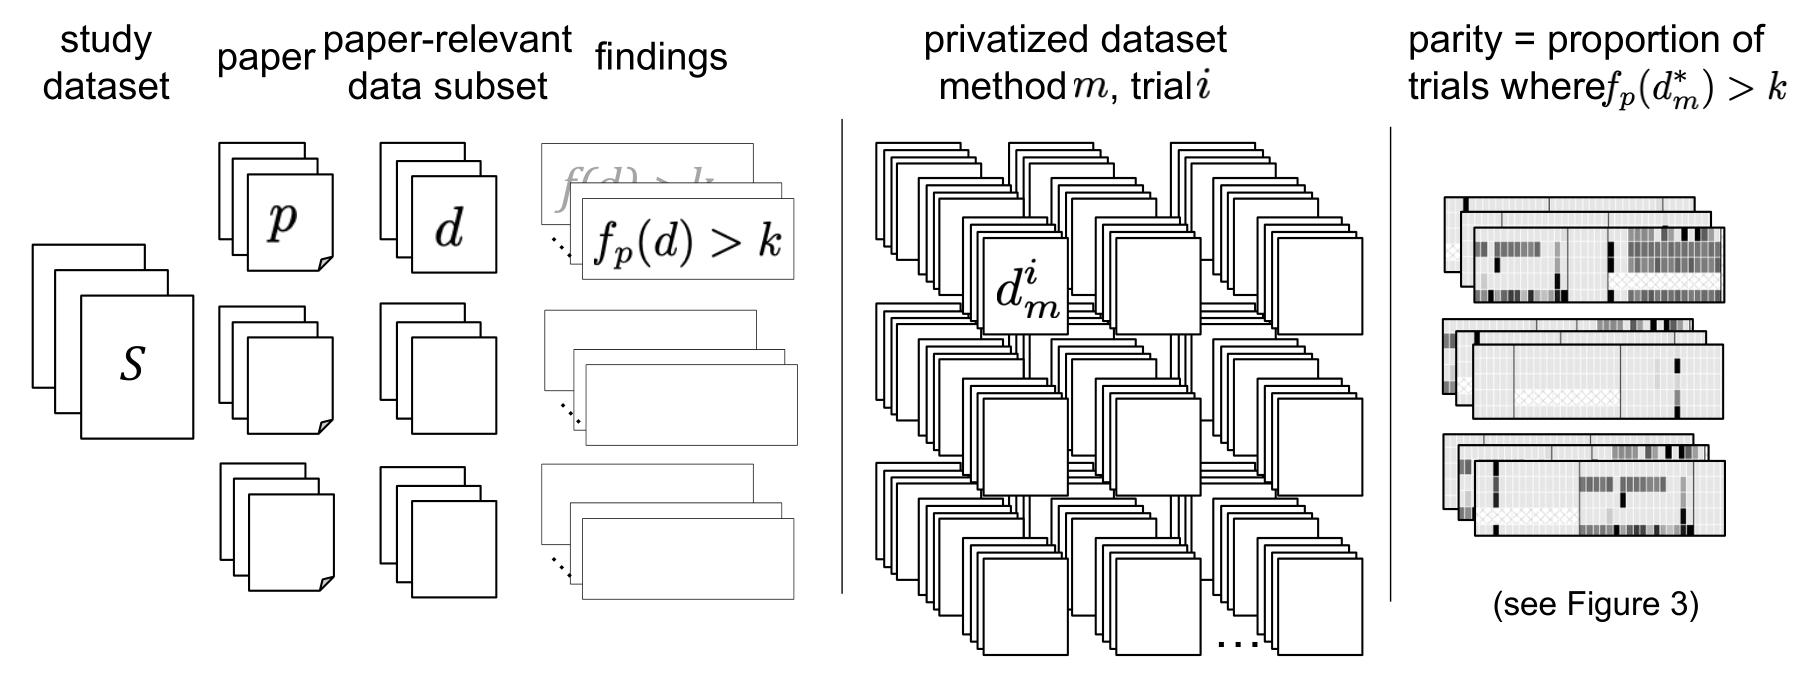 study
dataset
paper
paper-relevant
data subset
findings
privatized dataset
method m, trial i
parity = proportion of
trials where f_p(d_m^*) > k
S
p
d
f(d) > k
f_p(d) > k
d_m^i
...
(see Figure 3)